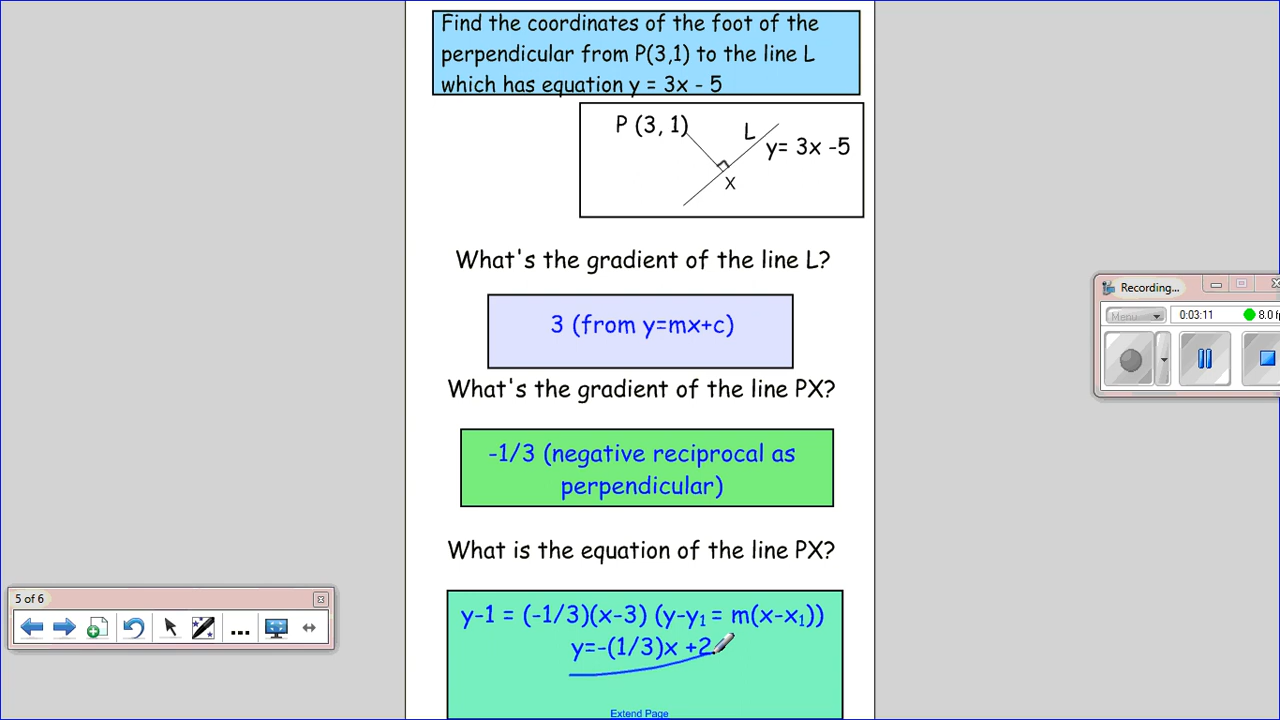 Find the coordinates of the foot of the
perpendicular from P(3,1) to the line L
which has equation y = 3x - 5
P (3, 1)
L
y= 3x -5
X
What's the gradient of the line L?
3 (from y=mx+c)
What's the gradient of the line PX?
-1/3 (negative reciprocal as
perpendicular)
What is the equation of the line PX?
y-1 = (-1/3)(x-3) (y-y₁ = m(x-x₁))
y=-(1/3)x +2
Extend Page
Recording...
Menu
0:03:11
8.0 f
5 of 6